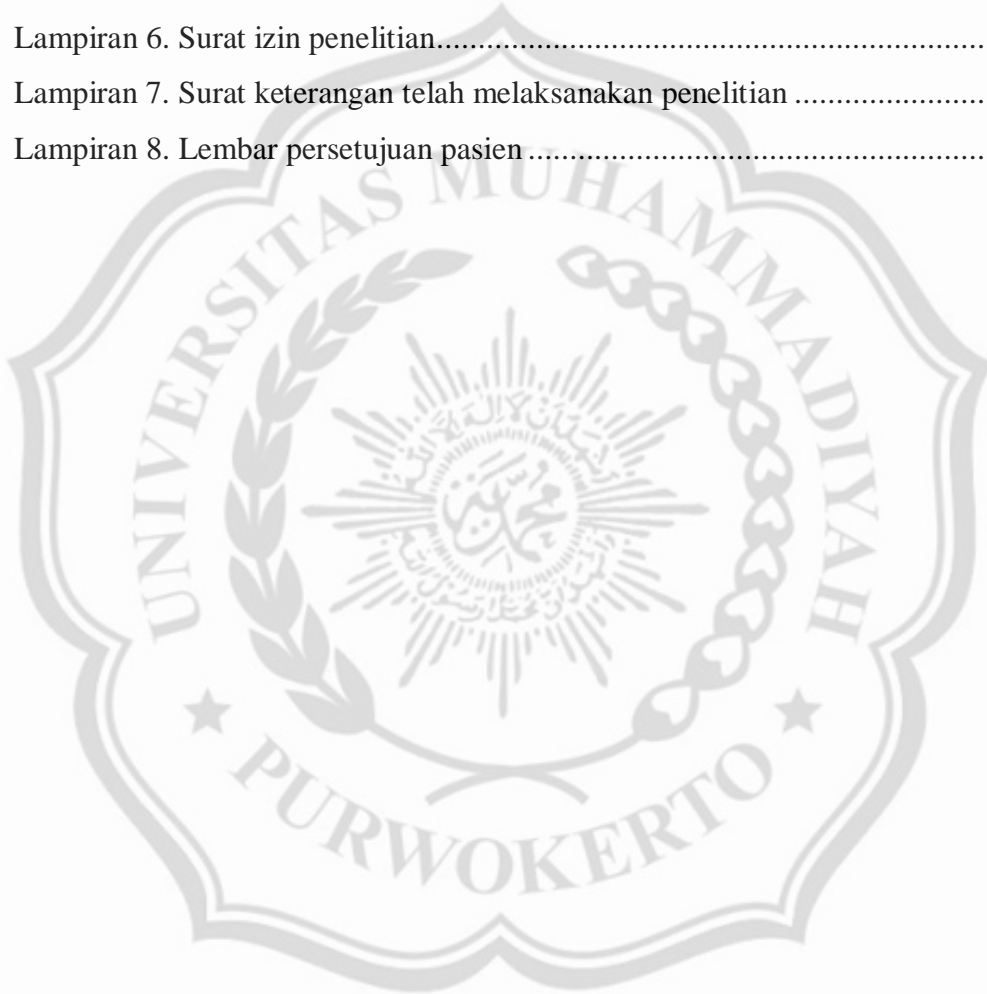 Lampiran 6. Surat izin penelitian..................................................................
Lampiran 7. Surat keterangan telah melaksanakan penelitian .......................
Lampiran 8. Lembar persetujuan pasien .......................................................
UNIVERSITAS MUHAMMADIYAH
محمد
PURWOKERTO